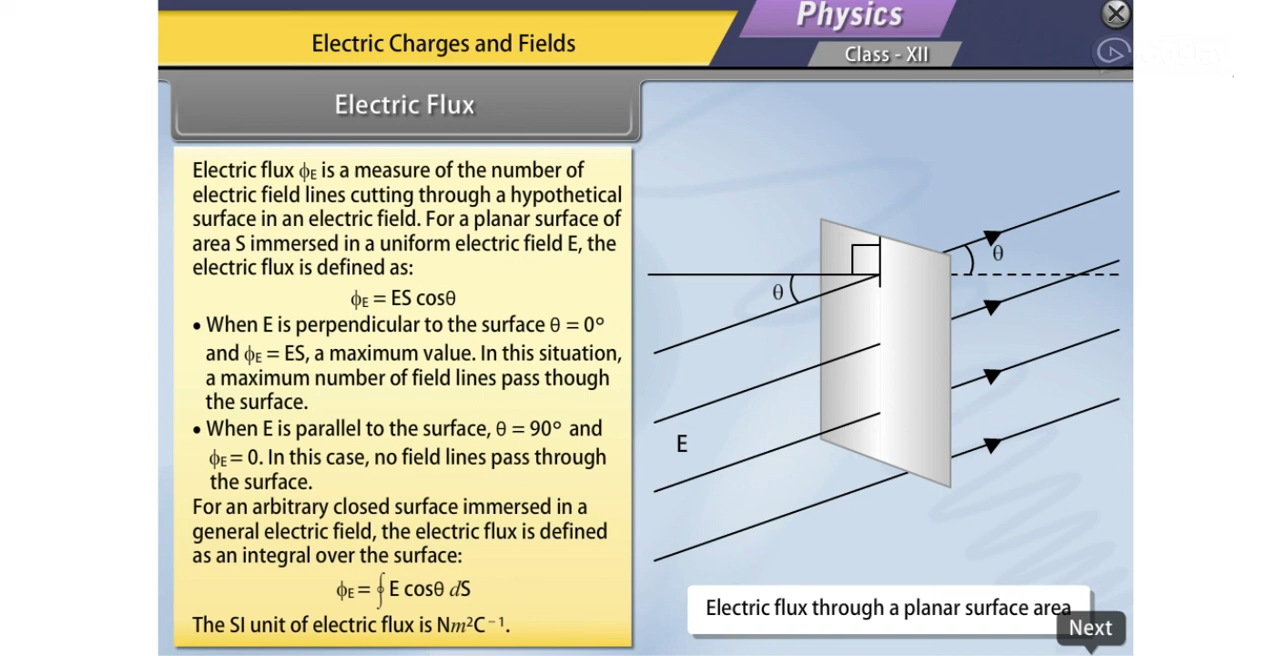 Physics
Electric Charges and Fields
Class - XII
Electric Flux
Electric flux ϕE is a measure of the number of
electric field lines cutting through a hypothetical
surface in an electric field. For a planar surface of
area S immersed in a uniform electric field E, the
electric flux is defined as:
ϕE = ES cosθ
• When E is perpendicular to the surface θ = 0°
and ϕE = ES, a maximum value. In this situation,
a maximum number of field lines pass though
the surface.
• When E is parallel to the surface, θ = 90° and
ϕE = 0. In this case, no field lines pass through
the surface.
For an arbitrary closed surface immersed in a
general electric field, the electric flux is defined
as an integral over the surface:
ϕE = ∮ E cosθ dS
The SI unit of electric flux is Nm²C⁻¹.
θ
θ
E
Electric flux through a planar surface area
Next